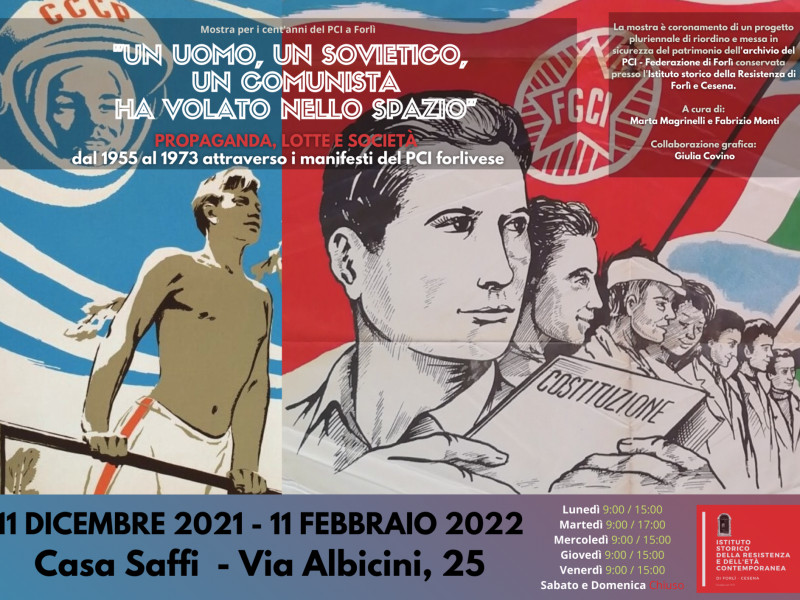 CCCP
Mostra per i cent'anni del PCI a Forlì
"UN UOMO, UN SOVIETICO,
UN COMUNISTA
HA VOLATO NELLO SPAZIO"
PROPAGANDA, LOTTE E SOCIETÀ
dal 1955 al 1973 attraverso i manifesti del PCI forlivese
La mostra è coronamento di un progetto
pluriennale di riordino e messa in
sicurezza del patrimonio dell'archivio del
PCI - Federazione di Forlì conservata
presso l'Istituto storico della Resistenza di
Forlì e Cesena.
A cura di:
Marta Magrinelli e Fabrizio Monti
Collaborazione grafica:
Giulia Covino
FGCI
COSTITUZIONE
11 DICEMBRE 2021 - 11 FEBBRAIO 2022
Casa Saffi - Via Albicini, 25
Lunedì 9:00 / 15:00
Martedì 9:00 / 17:00
Mercoledì 9:00 / 15:00
Giovedì 9:00 / 15:00
Venerdì 9:00 / 15:00
Sabato e Domenica Chiuso
ISTITUTO
STORICO
DELLA RESISTENZA
E DELL'ETÀ
CONTEMPORANEA
DI FORLÌ - CESENA